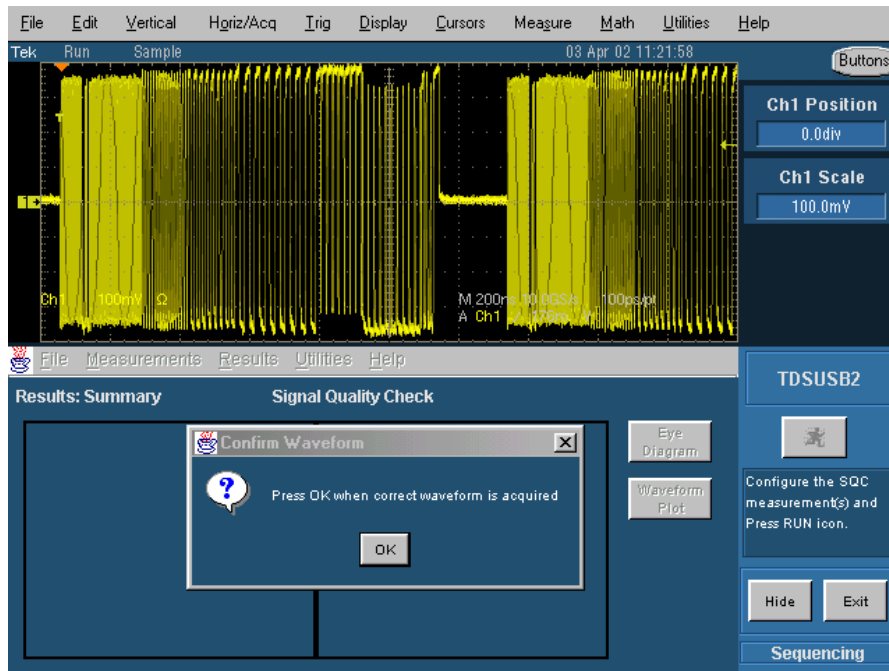 File Edit Vertical Horiz/Acq Trig Display Cursors Measure Math Utilities Help
Tek Run Sample 03 Apr 02 11:21:58
Buttons
Ch1 Position
0.0div
Ch1 Scale
100.0mV
1
Ch1 100mV Ω
M 200ns 10.0GS/s 100ps/pt
A Ch1
File Measurements Results Utilities Help
Results: Summary Signal Quality Check
Confirm Waveform
Press OK when correct waveform is acquired
OK
Eye
Diagram
Waveform
Plot
TDSUSB2
Configure the SQC
measurement(s) and
Press RUN icon.
Hide Exit
Sequencing